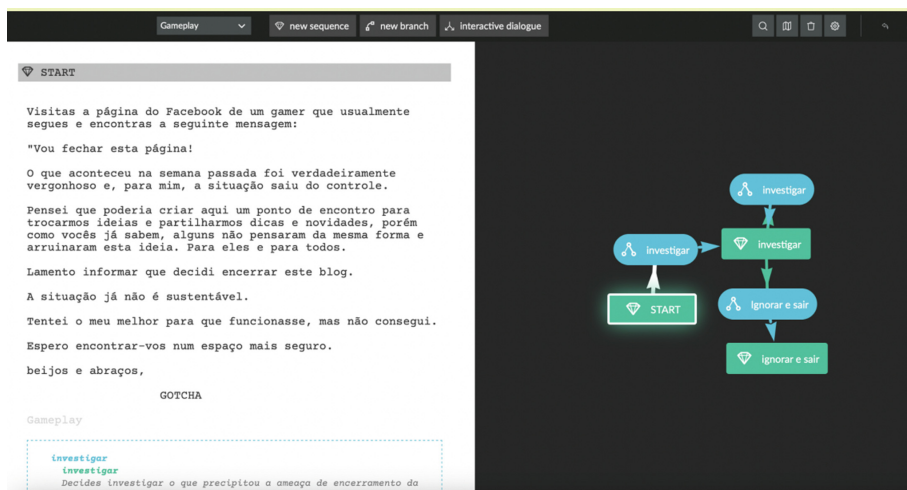 Gameplay
new sequence
new branch
interactive dialogue
START
Visitas a página do Facebook de um gamer que usualmente
segues e encontras a seguinte mensagem:
"Vou fechar esta página!
O que aconteceu na semana passada foi verdadeiramente
vergonhoso e, para mim, a situação saiu do controle.
Pensei que poderia criar aqui um ponto de encontro para
trocarmos ideias e partilharmos dicas e novidades, porém
como vocês já sabem, alguns não pensaram da mesma forma e
arruinaram esta ideia. Para eles e para todos.
Lamento informar que decidi encerrar este blog.
A situação já não é sustentável.
Tentei o meu melhor para que funcionasse, mas não consegui.
Espero encontrar-vos num espaço mais seguro.
beijos e abraços,
GOTCHA
Gameplay
investigar
investigar
Decides investigar o que precipitou a ameaça de encerramento da
investigar
investigar
investigar
START
Ignorar e sair
ignorar e sair